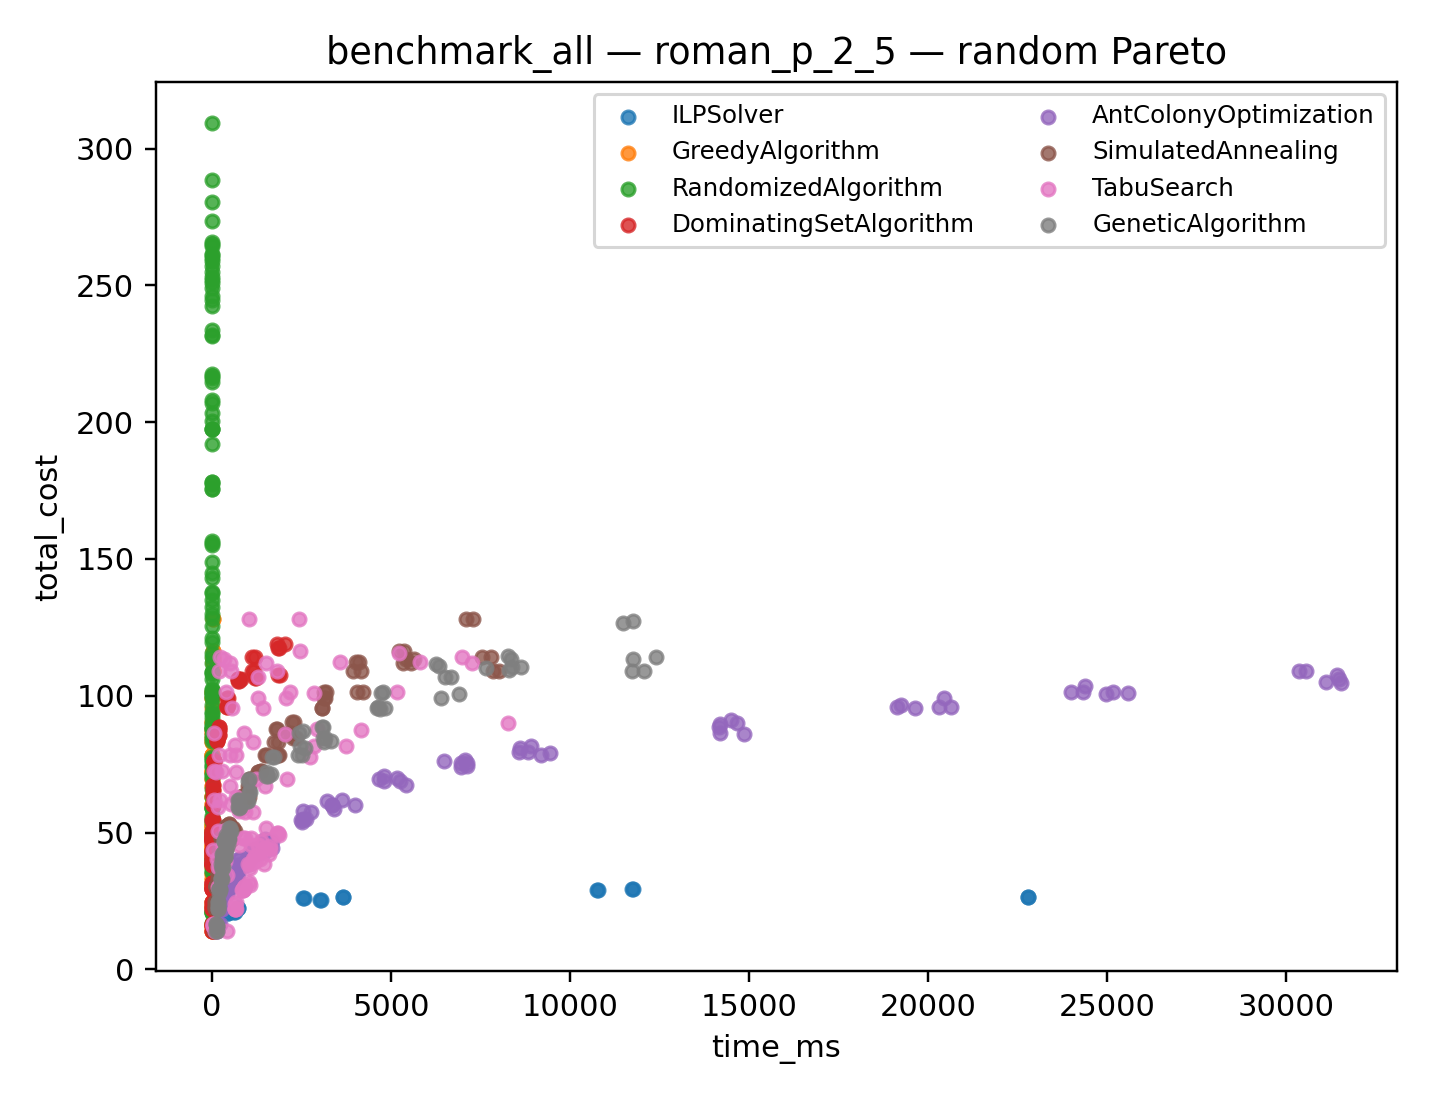 benchmark_all — roman_p_2_5 — random Pareto
ILPSolver
GreedyAlgorithm
RandomizedAlgorithm
DominatingSetAlgorithm
AntColonyOptimization
SimulatedAnnealing
TabuSearch
GeneticAlgorithm
total_cost
300
250
200
150
100
50
0
0 5000 10000 15000 20000 25000 30000
time_ms